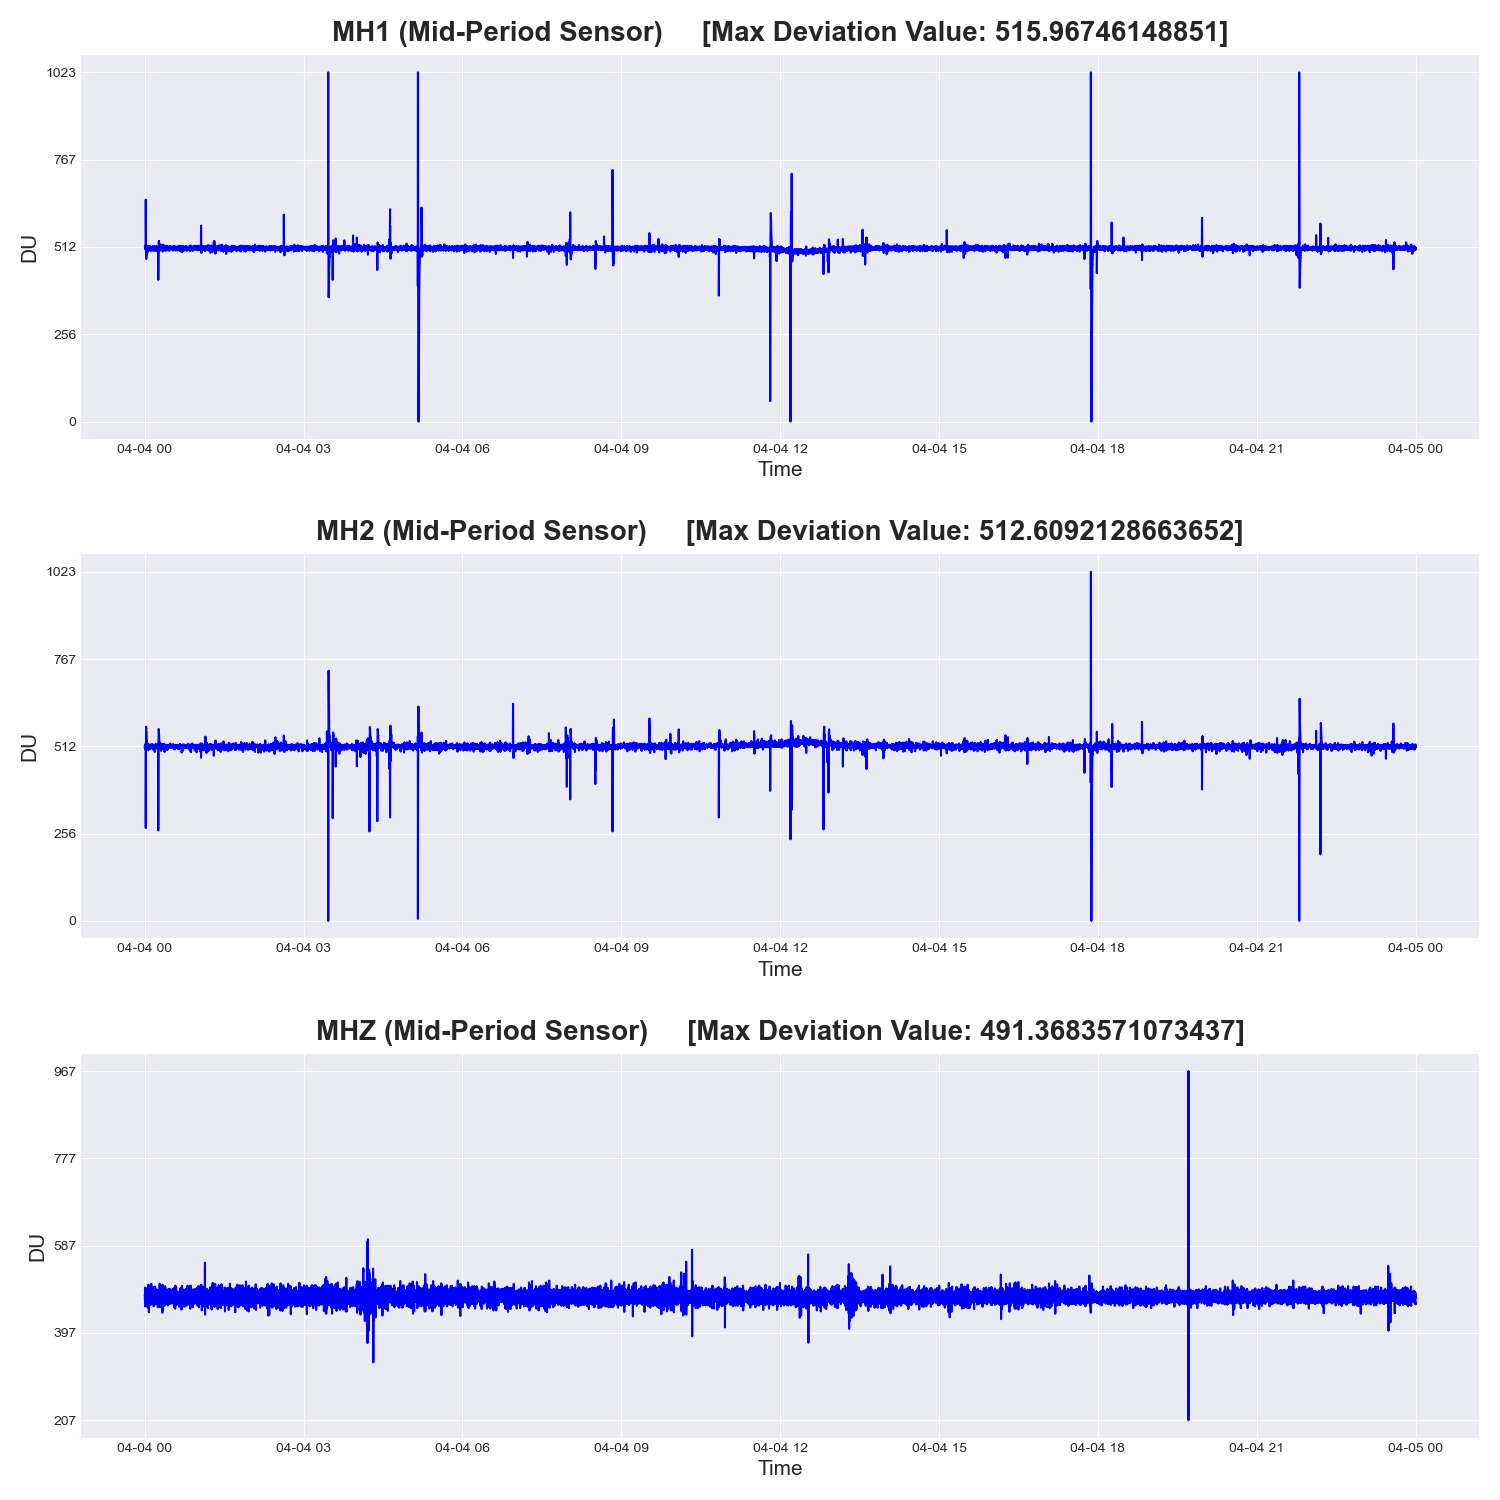 MH1 (Mid-Period Sensor) [Max Deviation Value: 515.96746148851]
1023
767
512
256
0
DU
04-04 00 04-04 03 04-04 06 04-04 09 04-04 12 04-04 15 04-04 18 04-04 21 04-05 00
Time
MH2 (Mid-Period Sensor) [Max Deviation Value: 512.6092128663652]
1023
767
512
256
0
DU
04-04 00 04-04 03 04-04 06 04-04 09 04-04 12 04-04 15 04-04 18 04-04 21 04-05 00
Time
MHZ (Mid-Period Sensor) [Max Deviation Value: 491.3683571073437]
967
777
587
397
207
DU
04-04 00 04-04 03 04-04 06 04-04 09 04-04 12 04-04 15 04-04 18 04-04 21 04-05 00
Time